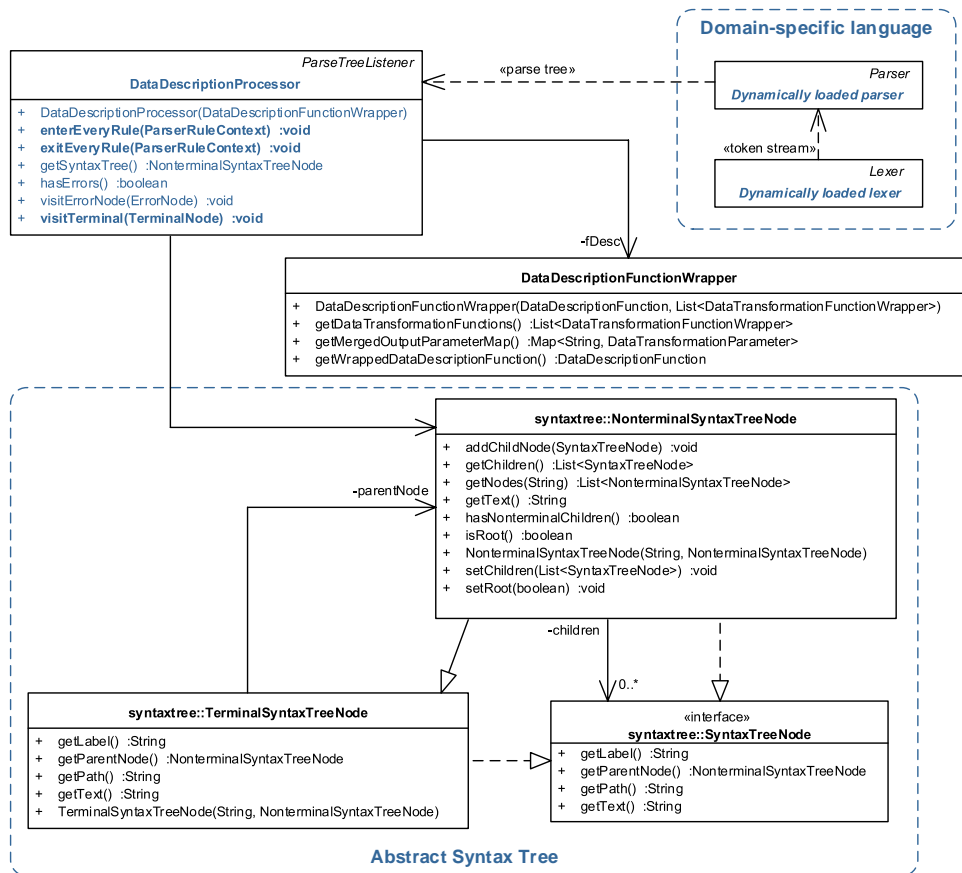 Domain-specific language
ParseTreeListener
DataDescriptionProcessor
+ DataDescriptionProcessor(DataDescriptionFunctionWrapper)
+ enterEveryRule(ParserRuleContext) :void
+ exitEveryRule(ParserRuleContext) :void
+ getSyntaxTree() :NonterminalSyntaxTreeNode
+ hasErrors() :boolean
+ visitErrorNode(ErrorNode) :void
+ visitTerminal(TerminalNode) :void
«parse tree»
Parser
Dynamically loaded parser
«token stream»
Lexer
Dynamically loaded lexer
-fDesc
DataDescriptionFunctionWrapper
+ DataDescriptionFunctionWrapper(DataDescriptionFunction, List<DataTransformationFunctionWrapper>)
+ getDataTransformationFunctions() :List<DataTransformationFunctionWrapper>
+ getMergedOutputParameterMap() :Map<String, DataTransformationParameter>
+ getWrappedDataDescriptionFunction() :DataDescriptionFunction
syntaxtree::NonterminalSyntaxTreeNode
+ addChildNode(SyntaxTreeNode) :void
+ getChildren() :List<SyntaxTreeNode>
+ getNodes(String) :List<NonterminalSyntaxTreeNode>
+ getText() :String
+ hasNonterminalChildren() :boolean
+ isRoot() :boolean
+ NonterminalSyntaxTreeNode(String, NonterminalSyntaxTreeNode)
+ setChildren(List<SyntaxTreeNode>) :void
+ setRoot(boolean) :void
-parentNode
-children
0..*
syntaxtree::TerminalSyntaxTreeNode
+ getLabel() :String
+ getParentNode() :NonterminalSyntaxTreeNode
+ getPath() :String
+ getText() :String
+ TerminalSyntaxTreeNode(String, NonterminalSyntaxTreeNode)
«interface»
syntaxtree::SyntaxTreeNode
+ getLabel() :String
+ getParentNode() :NonterminalSyntaxTreeNode
+ getPath() :String
+ getText() :String
Abstract Syntax Tree